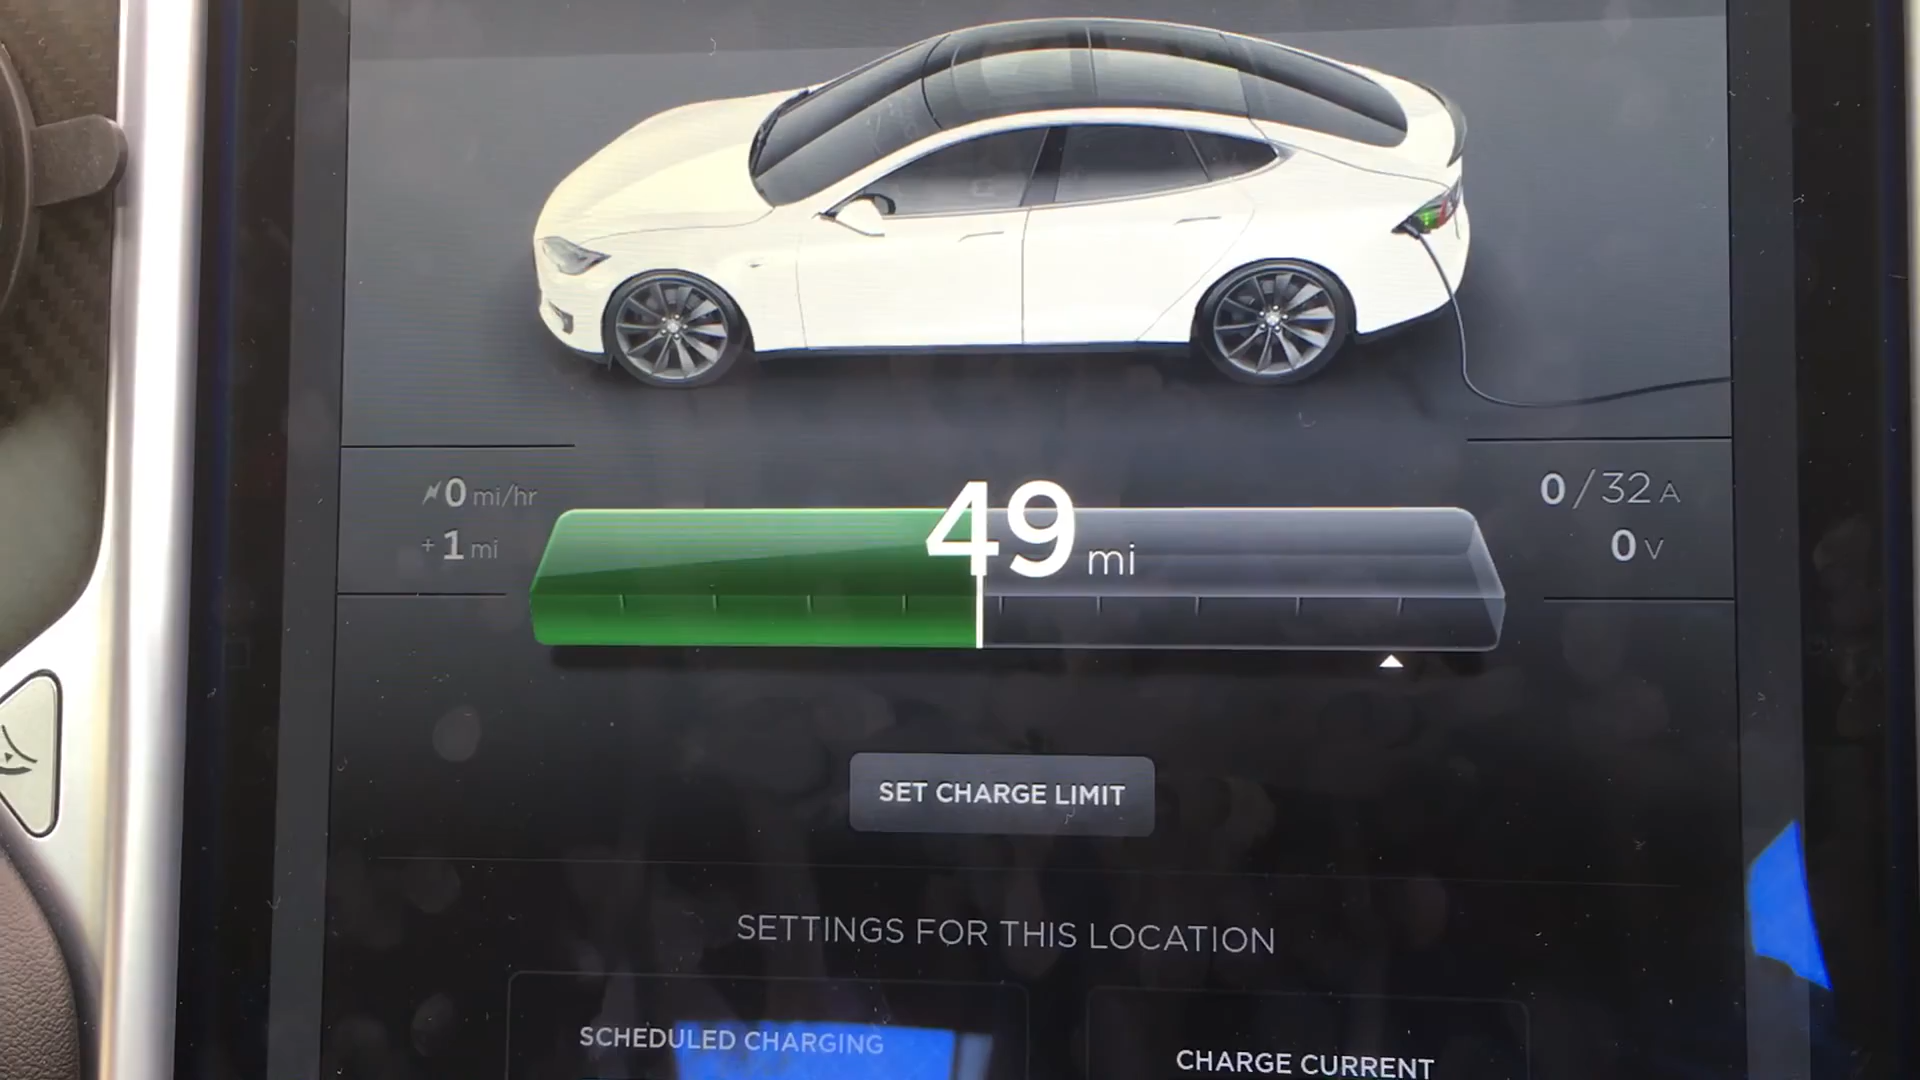 0 mi/hr
+1 mi
49 mi
0/32 A
0 V
SET CHARGE LIMIT
SETTINGS FOR THIS LOCATION
SCHEDULED CHARGING
CHARGE CURRENT